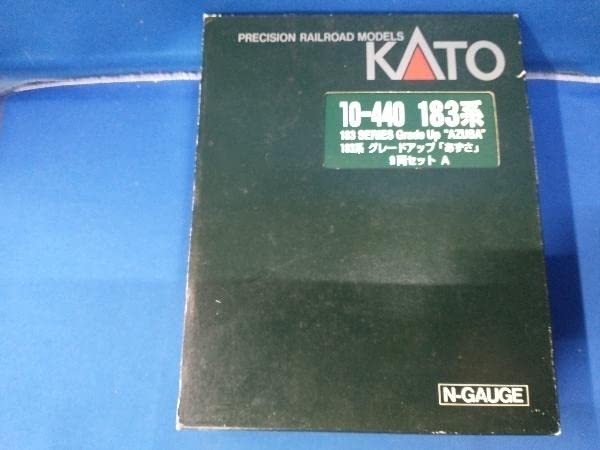 PRECISION RAILROAD MODELS
KATO
10-440 183系
183 SERIES Grade Up "AZUSA"
183系 グレードアップ「あずさ」
9両セット A
N-GAUGE